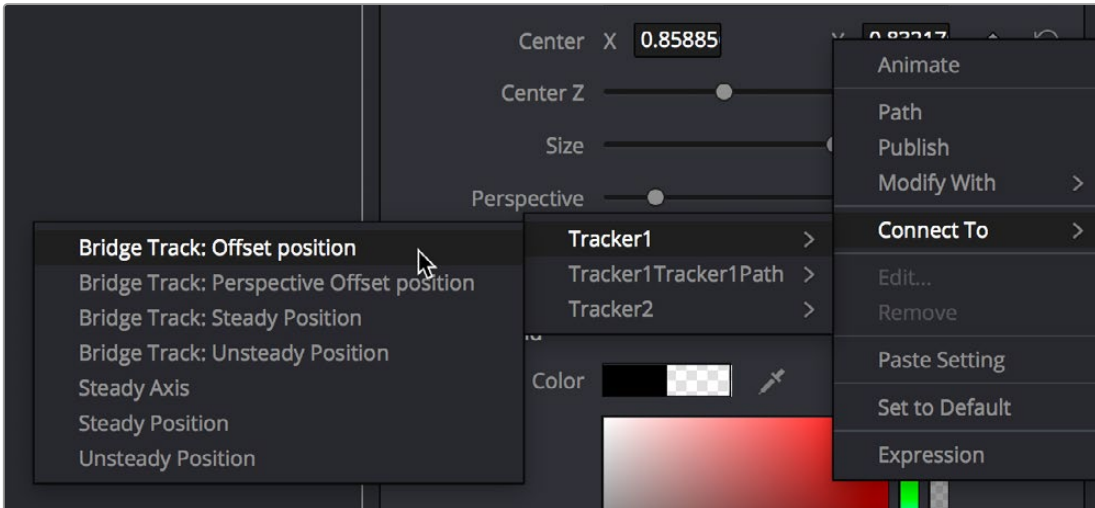 Center X 0.85885 Y 0.83217
Animate
Center Z
Path
Size
Publish
Modify With >
Perspective
Connect To >
Tracker1 >
Bridge Track: Offset position
Tracker1Tracker1Path >
Bridge Track: Perspective Offset position
Edit...
Tracker2 >
Remove
Bridge Track: Steady Position
Bridge Track: Unsteady Position
Paste Setting
Color
Steady Axis
Set to Default
Steady Position
Expression
Unsteady Position